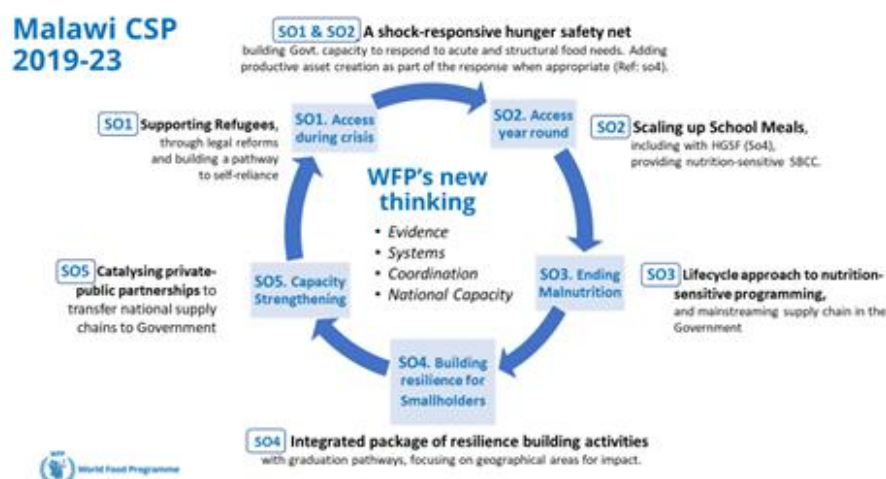 Malawi CSP
2019-23
SO1 & SO2 A shock-responsive hunger safety net
building Govt. capacity to respond to acute and structural food needs. Adding
productive asset creation as part of the response when appropriate (Ref: so4).
SO1 Supporting Refugees,
through legal reforms
and building a pathway
to self-reliance
SO1. Access
during crisis
SO2. Access
year round
SO2 Scaling up School Meals,
including with HGSF (So4),
providing nutrition-sensitive SBCC.
WFP's new
thinking
• Evidence
• Systems
• Coordination
• National Capacity
SO5 Catalysing private-
public partnerships to
transfer national supply
chains to Government
SO5. Capacity
Strengthening
SO3. Ending
Malnutrition
SO3 Lifecycle approach to nutrition-
sensitive programming,
and mainstreaming supply chain in the
Government
SO4. Building
resilience for
Smallholders
SO4 Integrated package of resilience building activities
with graduation pathways, focusing on geographical areas for impact.
WFP
World Food Programme